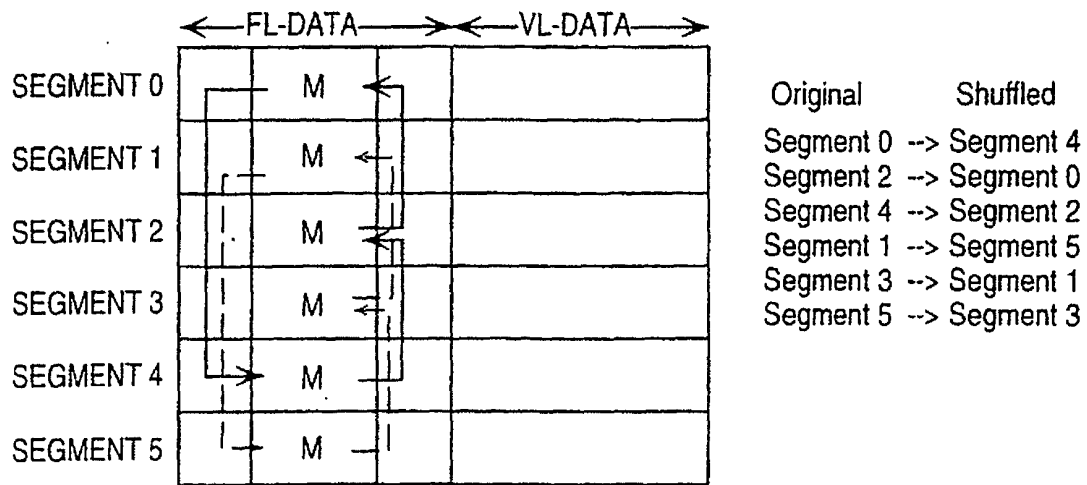 FL-DATA VL-DATA
SEGMENT 0 M
SEGMENT 1 M
SEGMENT 2 M
SEGMENT 3 M
SEGMENT 4 M
SEGMENT 5 M
Original Shuffled
Segment 0 --> Segment 4
Segment 2 --> Segment 0
Segment 4 --> Segment 2
Segment 1 --> Segment 5
Segment 3 --> Segment 1
Segment 5 --> Segment 3